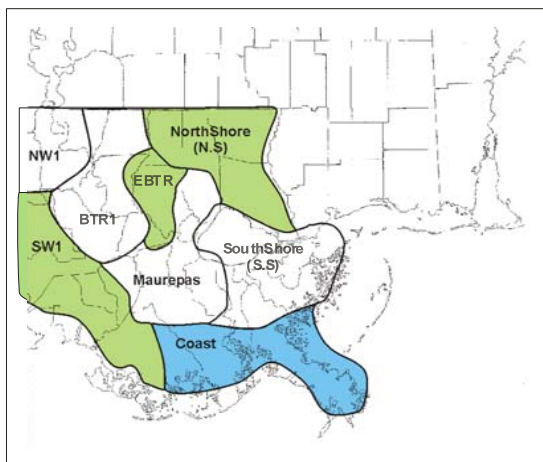 NorthShore
(N.S)
NW1
EBTR
BTR1
SW1
SouthShore
(S.S)
Maurepas
Coast